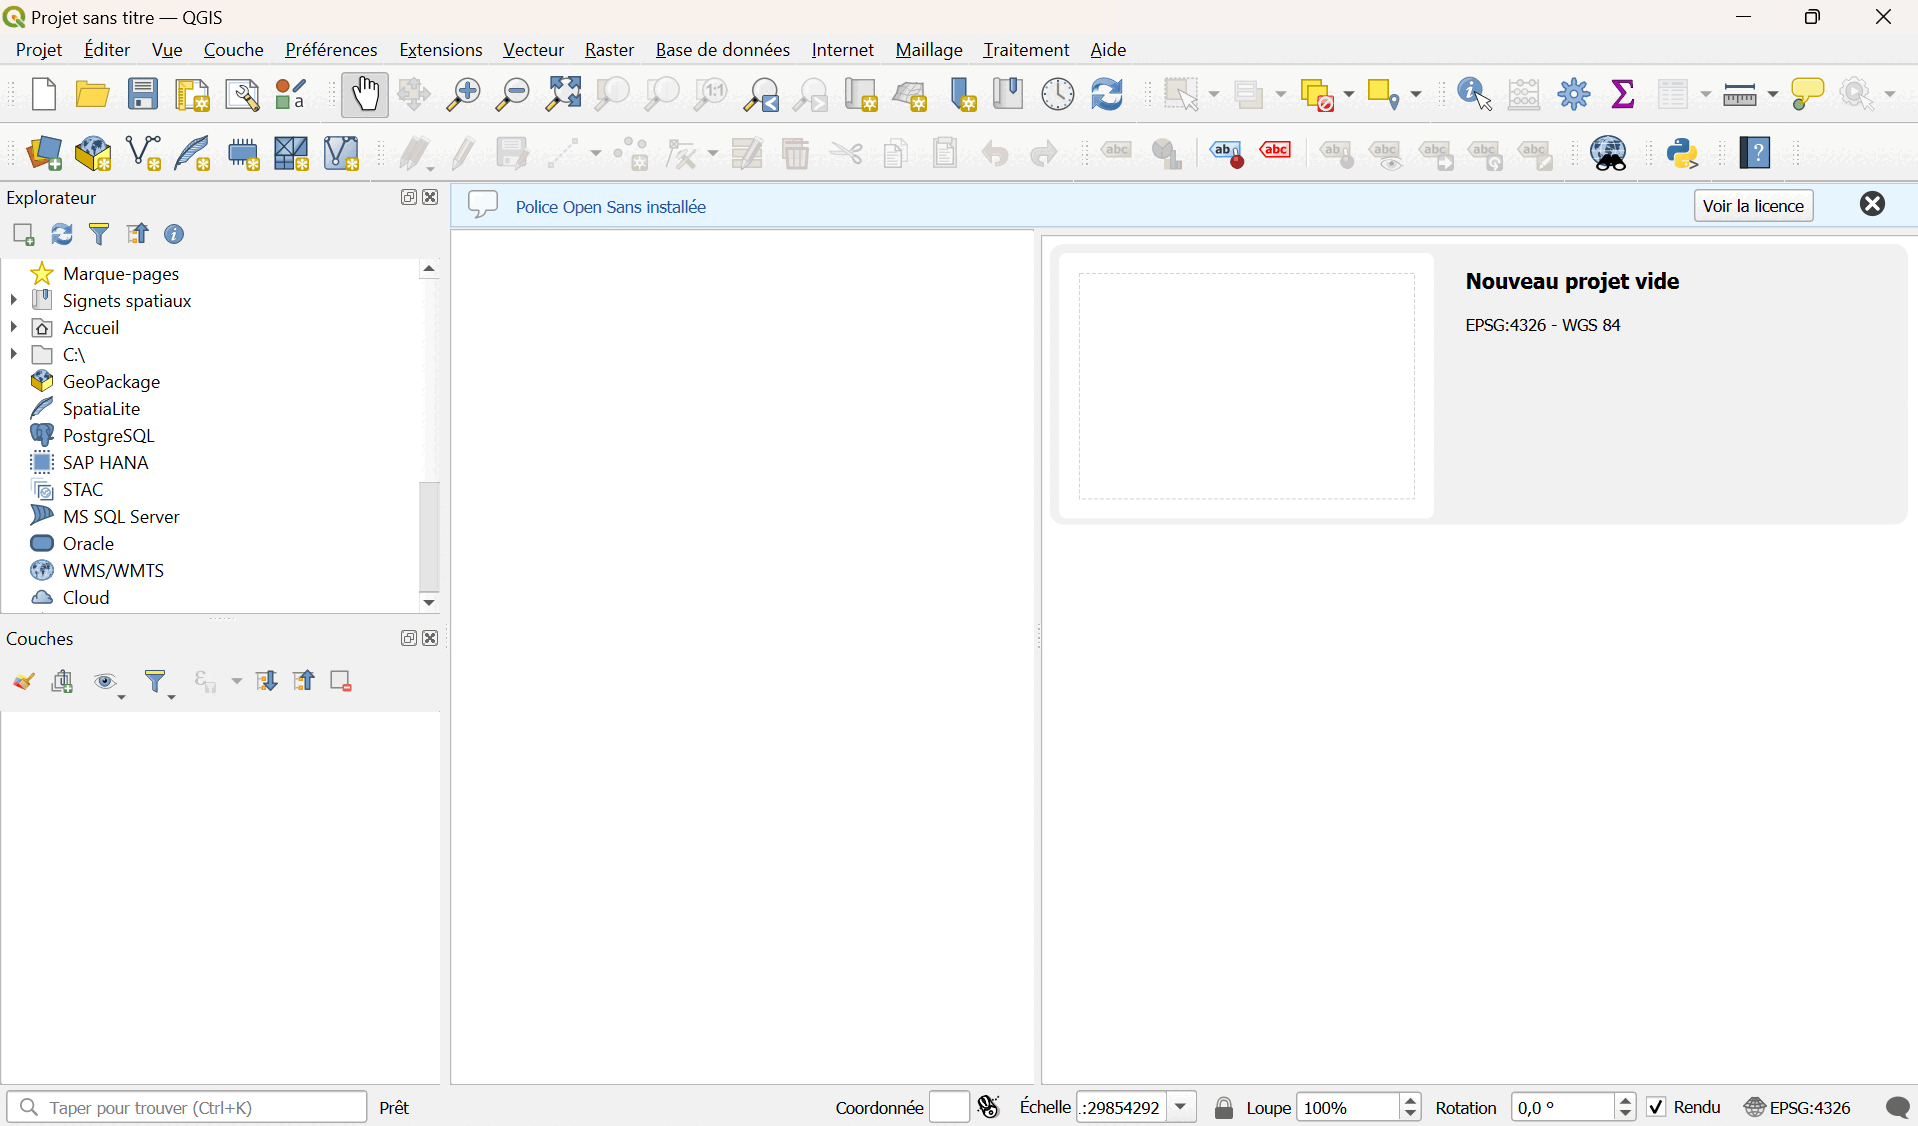 Projet sans titre — QGIS
Projet Éditer Vue Couche Préférences Extensions Vecteur Raster Base de données Internet Maillage Traitement Aide
Explorateur
Police Open Sans installée
Voir la licence
Marque-pages
Signets spatiaux
Accueil
C:\
GeoPackage
SpatiaLite
PostgreSQL
SAP HANA
STAC
MS SQL Server
Oracle
WMS/WMTS
Cloud
Nouveau projet vide
EPSG:4326 - WGS 84
Couches
Taper pour trouver (Ctrl+K) Prêt Coordonnée Échelle .:29854292 Loupe 100% Rotation 0,0 ° Rendu EPSG:4326